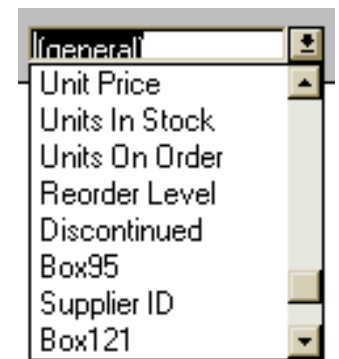 (general)
Unit Price
Units In Stock
Units On Order
Reorder Level
Discontinued
Box95
Supplier ID
Box121